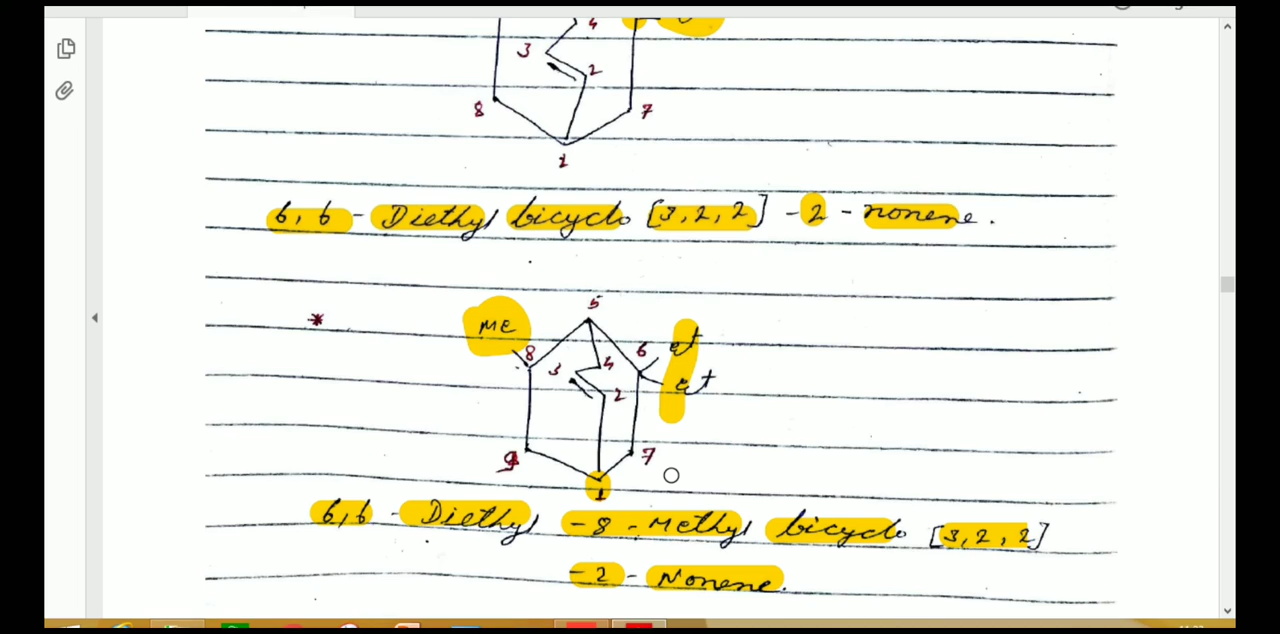 4
3
2
8
7
1
6,6 - Diethyl bicyclo [3,2,2] - 2 - nonene.
5
* Me
8 6 et
3 4
et
2
9 7
1
6,6 - Diethyl - 8 - Methyl bicyclo [3,2,2]
- 2 - Nonene.